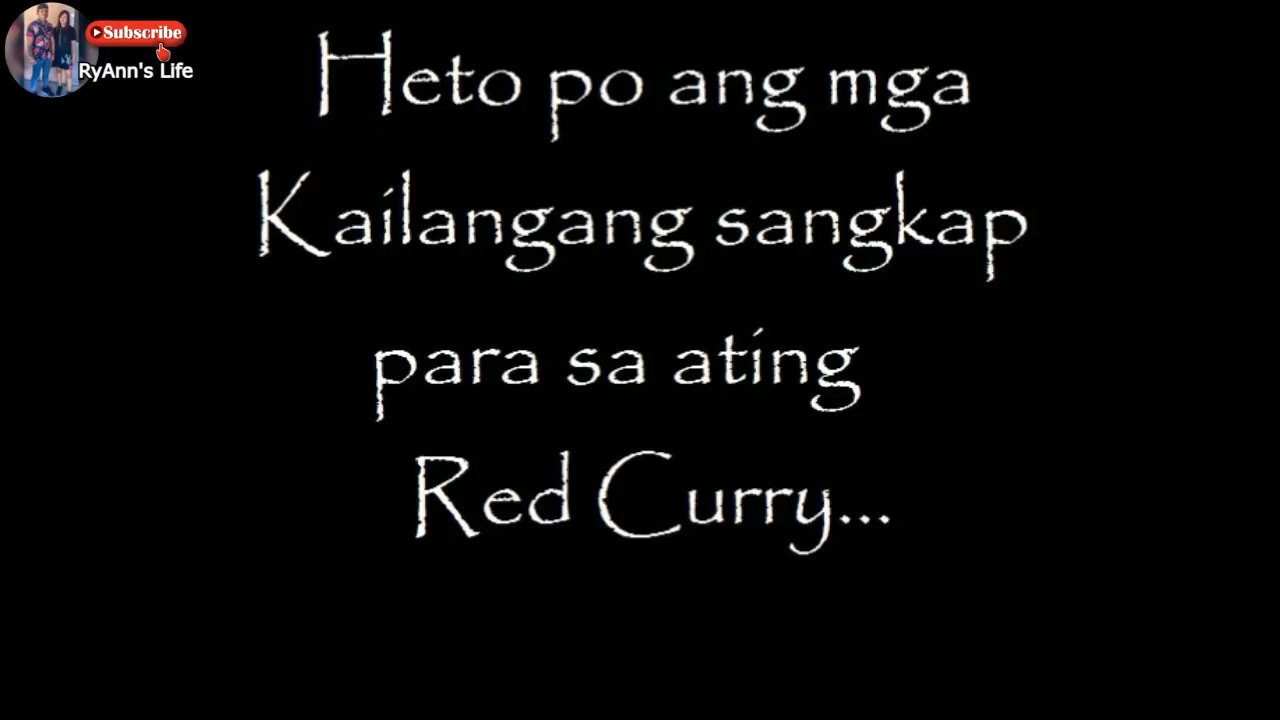 Subscribe
RyAnn's Life
Heto po ang mga
Kailangang sangkap
para sa ating
Red Curry...